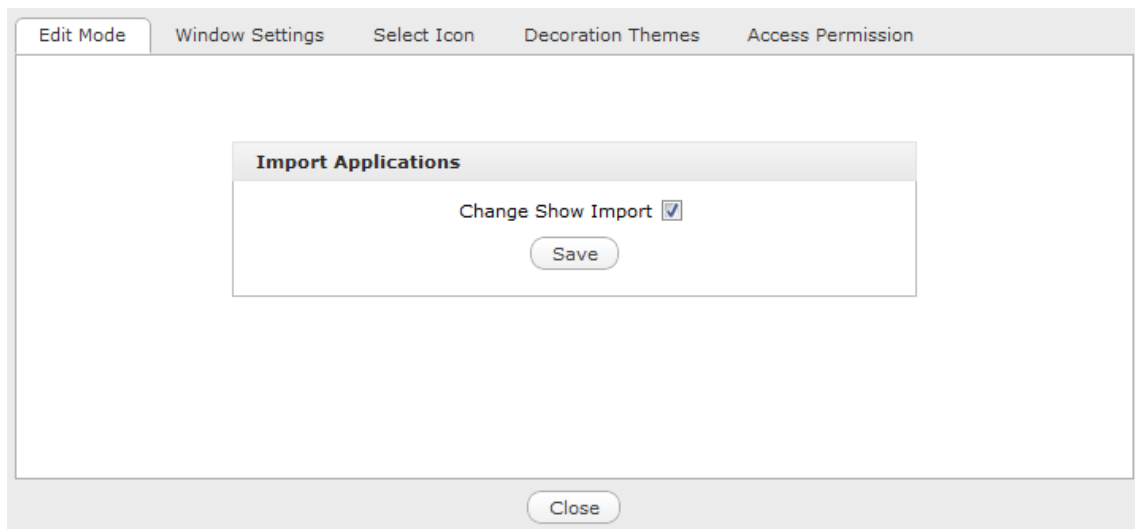 Edit Mode Window Settings Select Icon Decoration Themes Access Permission
Import Applications
Change Show Import
Save
Close